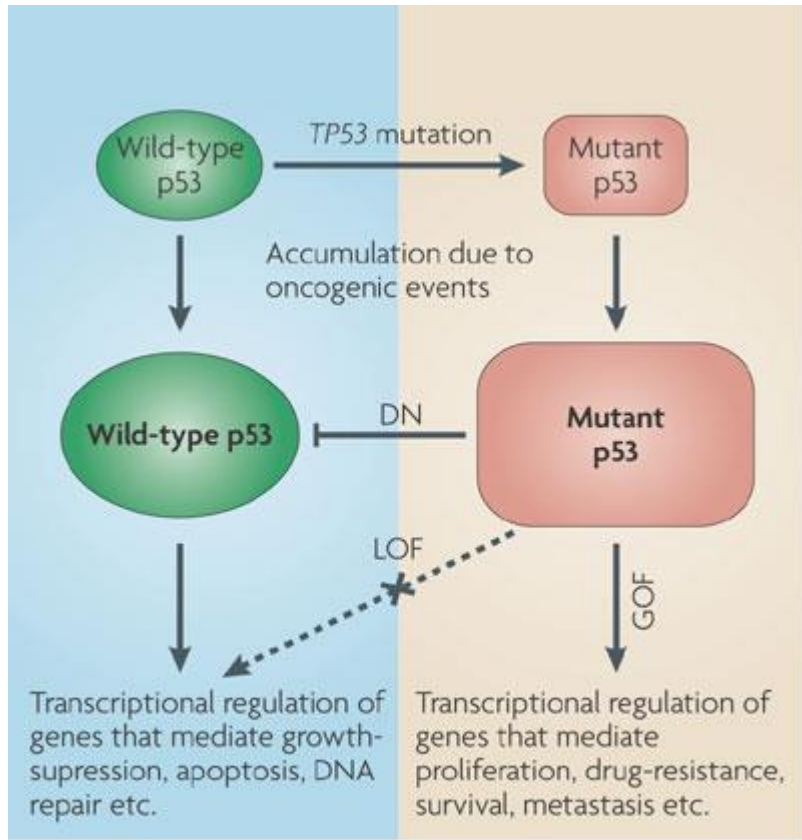 Wild-type
p53
TP53 mutation
Mutant
p53
Accumulation due to
oncogenic events
Wild-type p53
DN
Mutant
p53
LOF
GOF
Transcriptional regulation of
genes that mediate growth-
supression, apoptosis, DNA
repair etc.
Transcriptional regulation of
genes that mediate
proliferation, drug-resistance,
survival, metastasis etc.